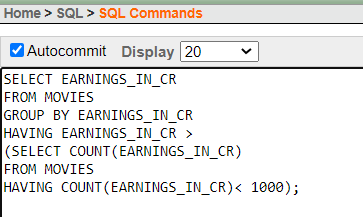 Home > SQL > SQL Commands
Autocommit Display 20
SELECT EARNINGS_IN_CR
FROM MOVIES
GROUP BY EARNINGS_IN_CR
HAVING EARNINGS_IN_CR >
(SELECT COUNT(EARNINGS_IN_CR)
FROM MOVIES
HAVING COUNT(EARNINGS_IN_CR)< 1000);